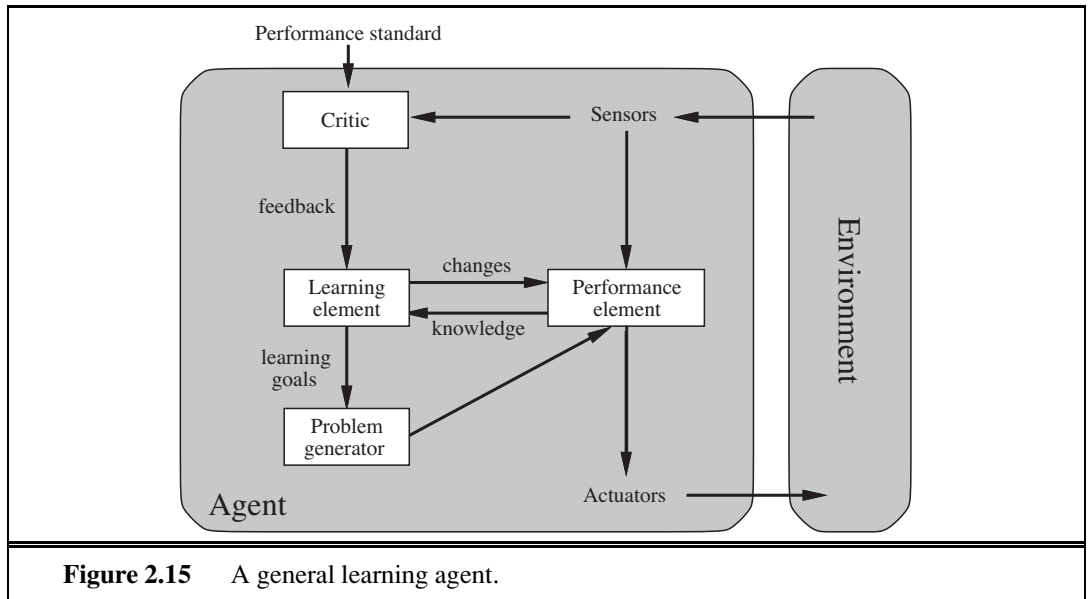 Performance standard
Critic
Sensors
feedback
changes
Learning
element
Performance
element
knowledge
learning
goals
Problem
generator
Environment
Agent
Actuators
Figure 2.15 A general learning agent.